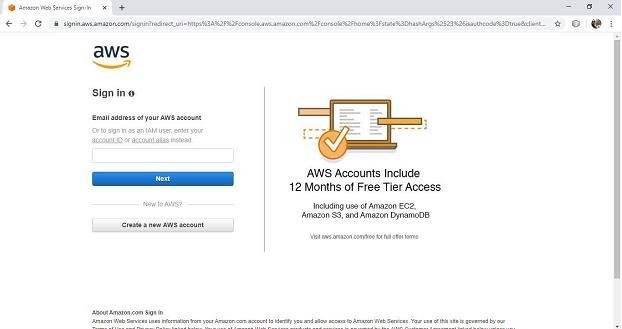 Amazon Web Services Sign-In
signin.aws.amazon.com/signin?redirect_uri=https%3A%2F%2Fconsole.aws.amazon.com%2Fconsole%2Fhome%3Fstate%3DhashArgs%2523%26isauthcode%3Dtrue&client...
aws
Sign in
Email address of your AWS account
Or to sign in as an IAM user, enter your
account ID or account alias instead.
Next
New to AWS?
Create a new AWS account
AWS Accounts Include
12 Months of Free Tier Access
Including use of Amazon EC2,
Amazon S3, and Amazon DynamoDB
Visit aws.amazon.com/free for full offer terms
About Amazon.com Sign In
Amazon Web Services uses information from your Amazon.com account to identify you and allow access to Amazon Web Services. Your use of this site is governed by our